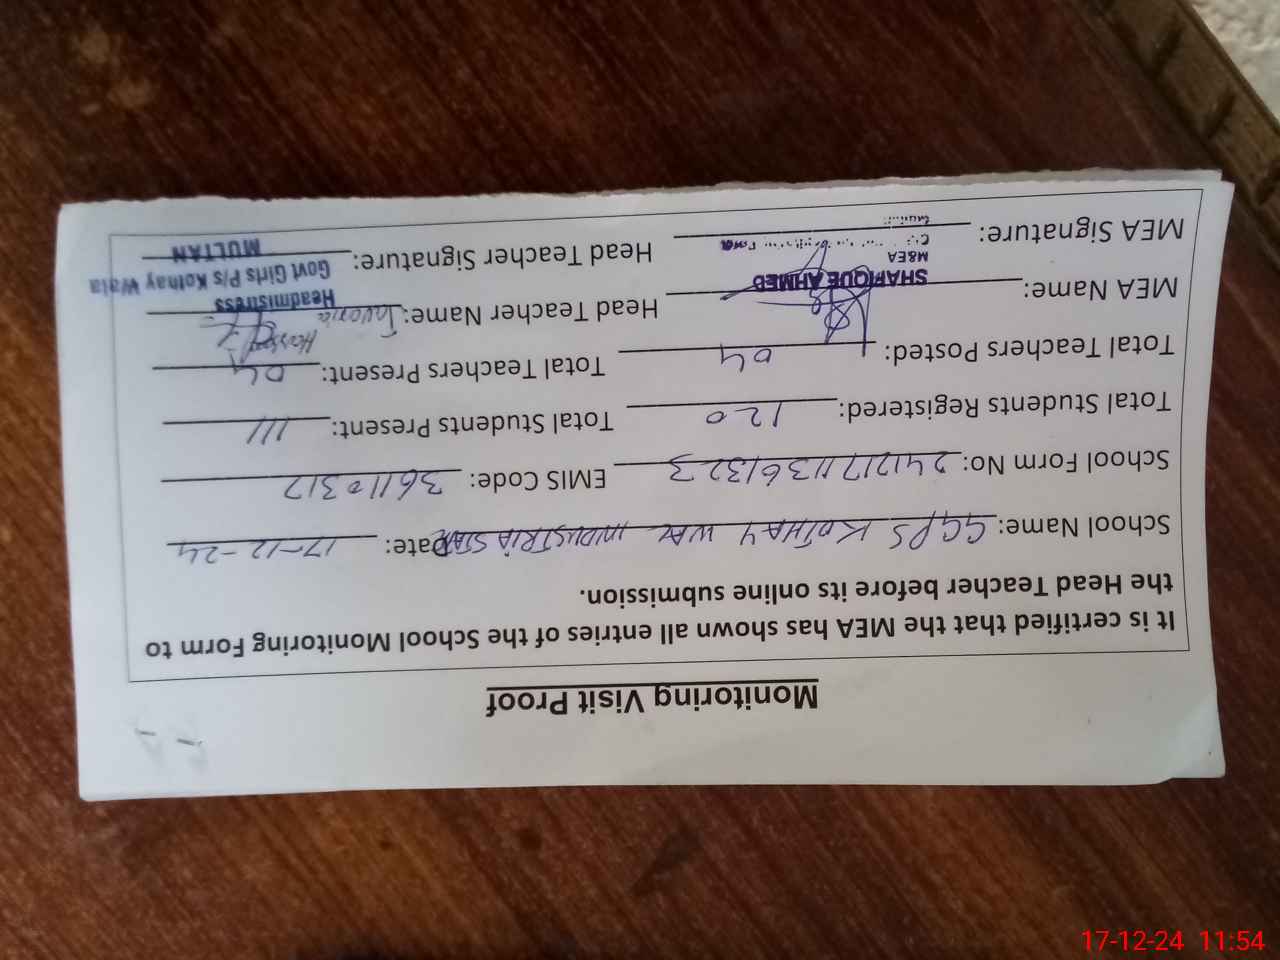 Monitoring Visit Proof
It is certified that the MEA has shown all entries of the School Monitoring Form to
the Head Teacher before its online submission.
School Name: GGPS KOTHAY WAL INDUSTRIA STAR Date: 17-12-24
School Form No: EMIS Code: 36110317
Total Students Registered: 120 Total Students Present: 111
Total Teachers Posted: 04 Total Teachers Present: 04
MEA Name: Head Teacher Name:
SHAFIQUE AHMED
M&EA
Headmistress
Govt Girls P/s Kothay Wala
MULTAN
MEA Signature: Head Teacher Signature:
17-12-24 11:54